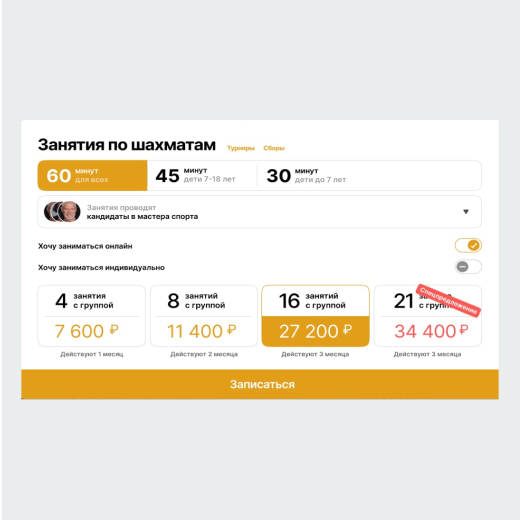 Занятия по шахматам Турниры Сборы
60 минут для всех
45 минут дети 7-18 лет
30 минут дети до 7 лет
Занятия проводят
кандидаты в мастера спорта
Хочу заниматься онлайн
Хочу заниматься индивидуально
4 занятия с группой
7 600 ₽
Действуют 1 месяц
8 занятий с группой
11 400 ₽
Действуют 2 месяца
16 занятий с группой
27 200 ₽
Действуют 3 месяца
Спецпредложение
21
34 400 ₽
Действуют 3 месяца
Записаться